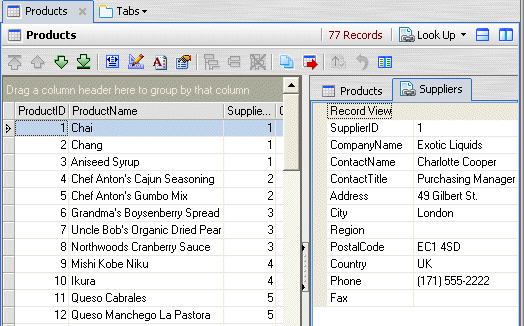 Products Tabs
Products 77 Records Look Up
Drag a column header here to group by that column
ProductID ProductName Supplie...
1 Chai 1
2 Chang 1
3 Aniseed Syrup 1
4 Chef Anton's Cajun Seasoning 2
5 Chef Anton's Gumbo Mix 2
6 Grandma's Boysenberry Spread 3
7 Uncle Bob's Organic Dried Pear 3
8 Northwoods Cranberry Sauce 3
9 Mishi Kobe Niku 4
10 Ikura 4
11 Queso Cabrales 5
12 Queso Manchego La Pastora 5
Products Suppliers
Record View
SupplierID 1
CompanyName Exotic Liquids
ContactName Charlotte Cooper
ContactTitle Purchasing Manager
Address 49 Gilbert St.
City London
Region
PostalCode EC1 4SD
Country UK
Phone (171) 555-2222
Fax